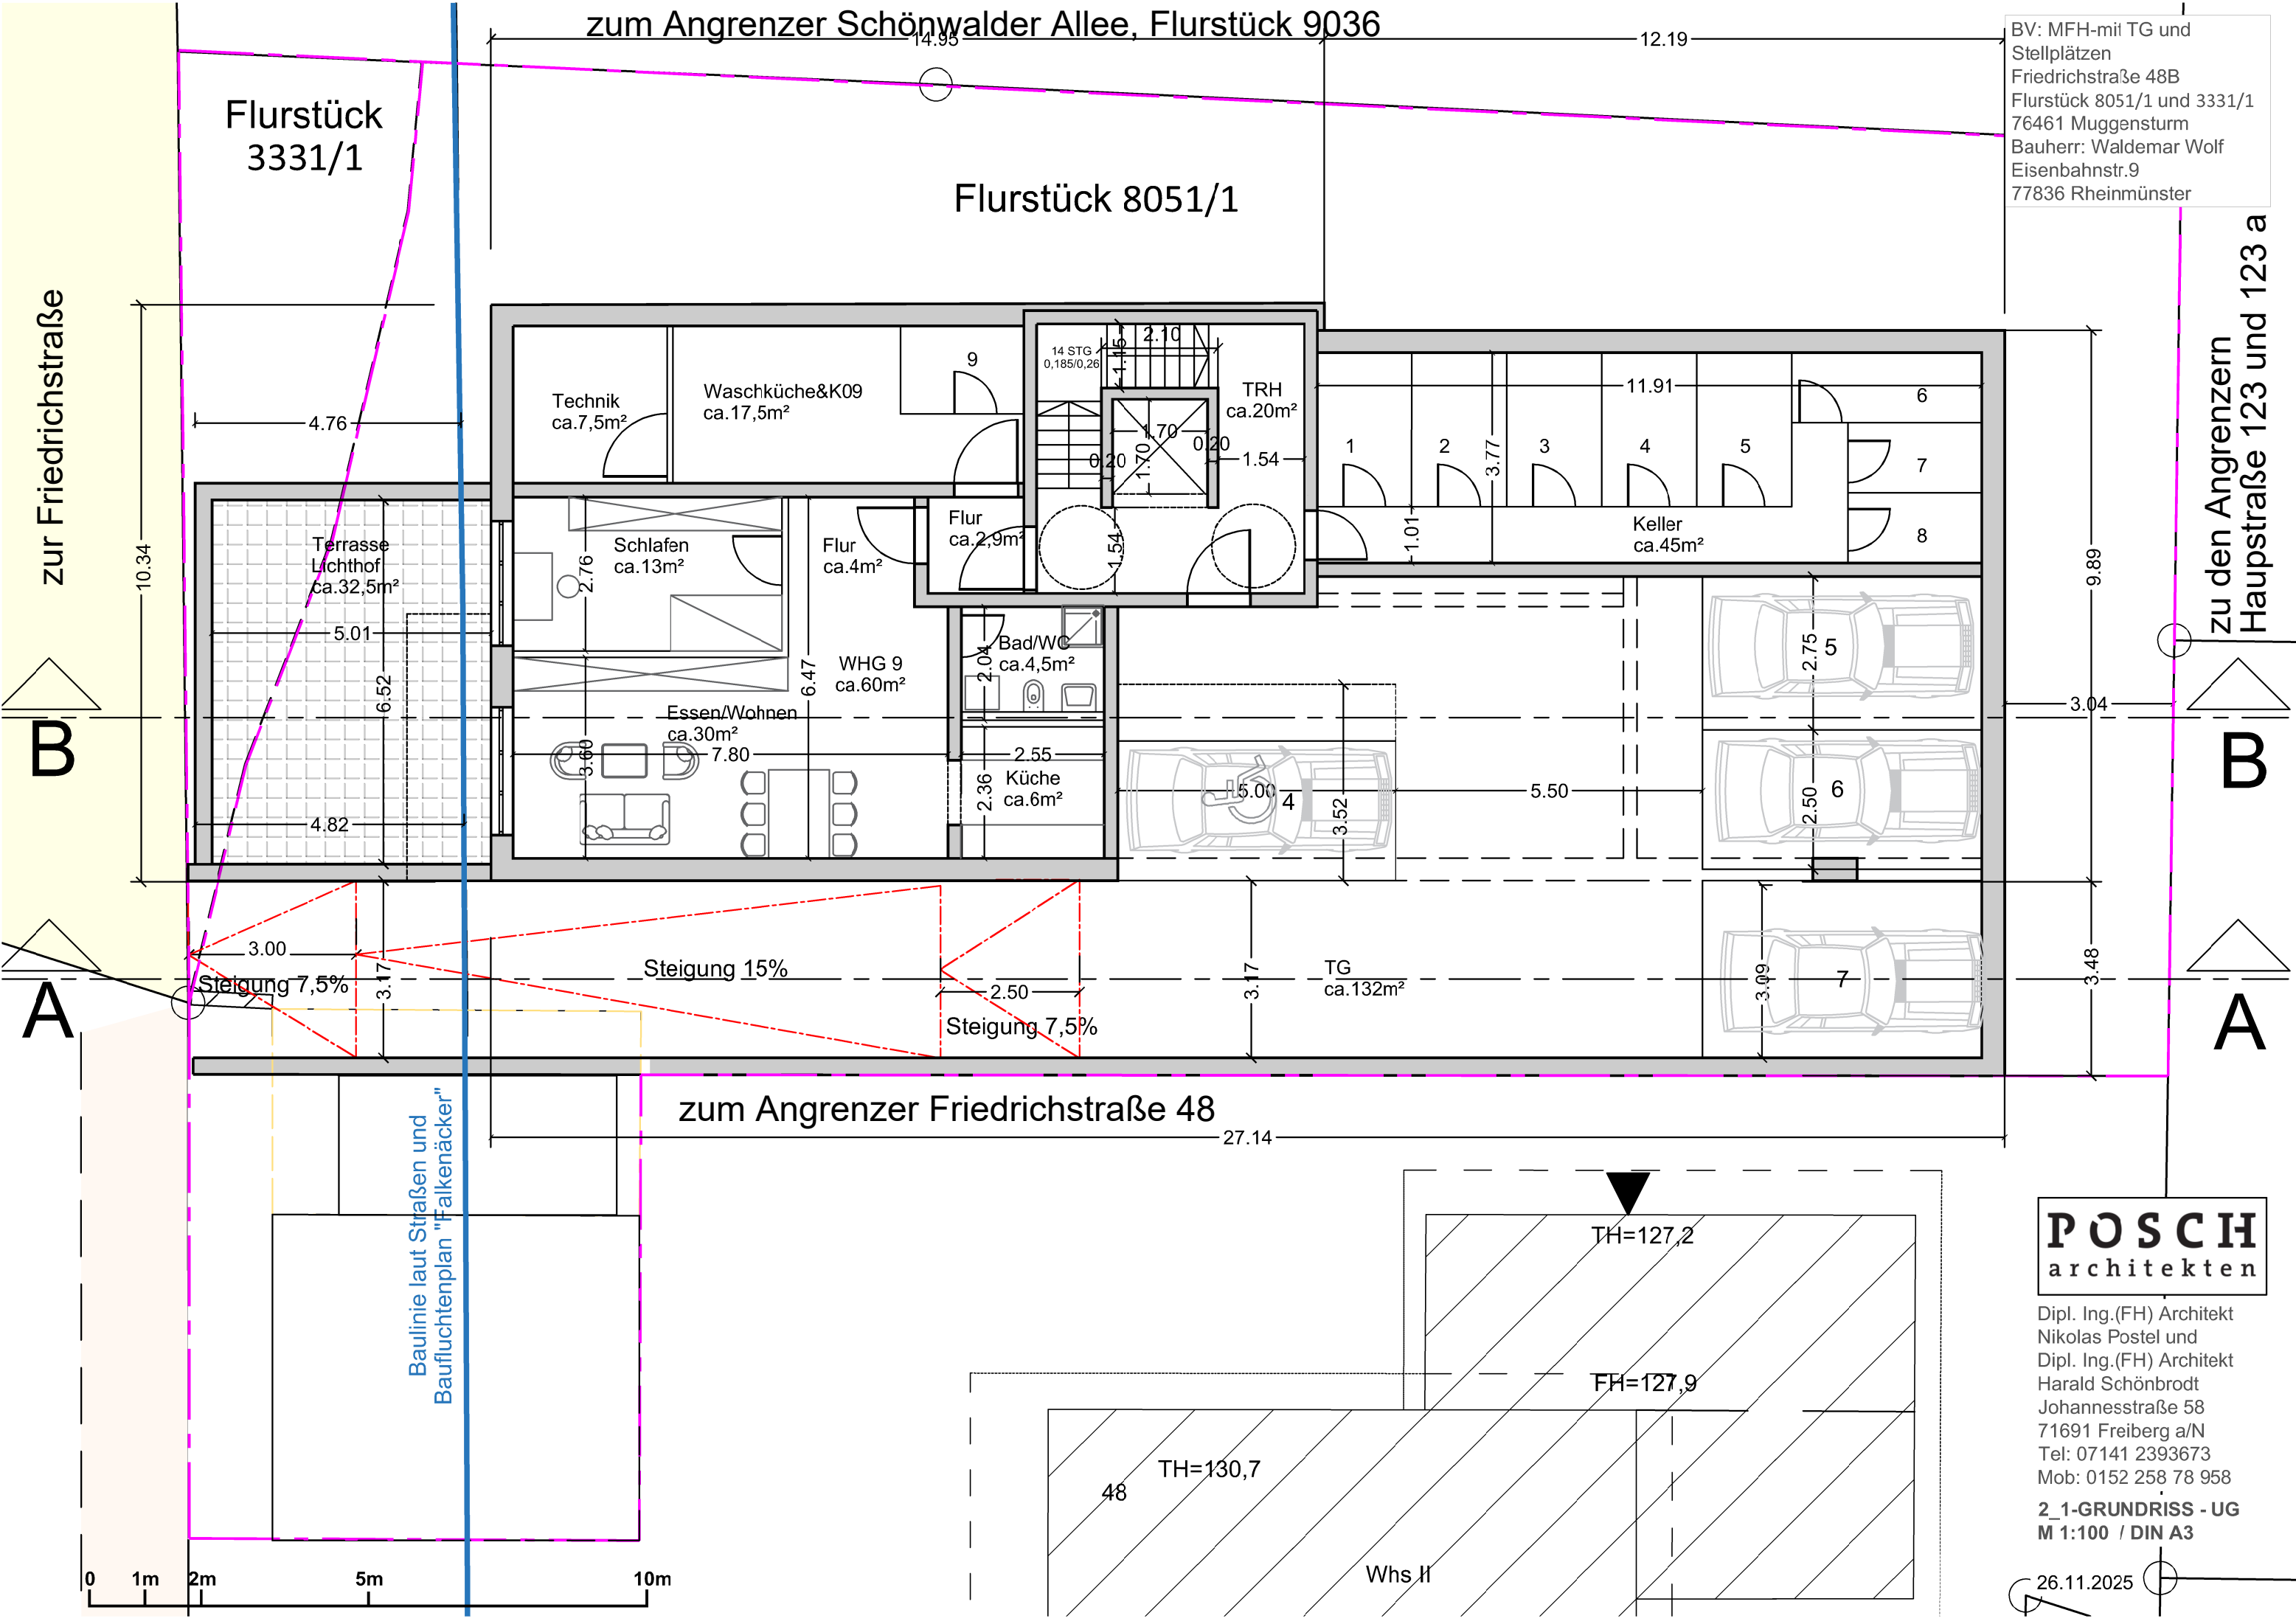 zum Angrenzer Schönwalder Allee, Flurstück 9036
14.95
12.19
BV: MFH-mit TG und
Stellplätzen
Friedrichstraße 48B
Flurstück 8051/1 und 3331/1
76461 Muggensturm
Bauherr: Waldemar Wolf
Eisenbahnstr.9
77836 Rheinmünster
Flurstück
3331/1
Flurstück 8051/1
zur Friedrichstraße
zu den Angrenzern
Haupstraße 123 und 123 a
10.34
4.76
Technik
ca.7,5m²
Waschküche&K09
ca.17,5m²
9
14 STG
0,185/0,26
1.15
2.10
TRH
ca.20m²
1.70
1.70
0.20
0.20
1.54
1.54
11.91
3.77
1.01
1
2
3
4
5
6
7
8
Keller
ca.45m²
9.89
Terrasse
Lichthof
ca.32,5m²
5.01
6.52
4.82
Schlafen
ca.13m²
2.76
Flur
ca.4m²
Flur
ca.2,9m²
Bad/WC
ca.4,5m²
2.04
WHG 9
ca.60m²
6.47
Essen/Wohnen
ca.30m²
3.60
7.80
2.55
Küche
ca.6m²
2.36
5.00
4
3.52
5.50
2.75
5
2.50
6
3.04
B
B
3.00
Steigung 7,5%
3.17
Steigung 15%
2.50
Steigung 7,5%
3.17
TG
ca.132m²
3.09
7
3.48
A
A
zum Angrenzer Friedrichstraße 48
27.14
Baulinie laut Straßen und
Baufluchtenplan "Falkenäcker"
TH=127,2
FH=127,9
TH=130,7
48
Whs II
POSCH
architekten
Dipl. Ing.(FH) Architekt
Nikolas Postel und
Dipl. Ing.(FH) Architekt
Harald Schönbrodt
Johannesstraße 58
71691 Freiberg a/N
Tel: 07141 2393673
Mob: 0152 258 78 958
2_1-GRUNDRISS - UG
M 1:100 / DIN A3
26.11.2025
0 1m 2m 5m 10m